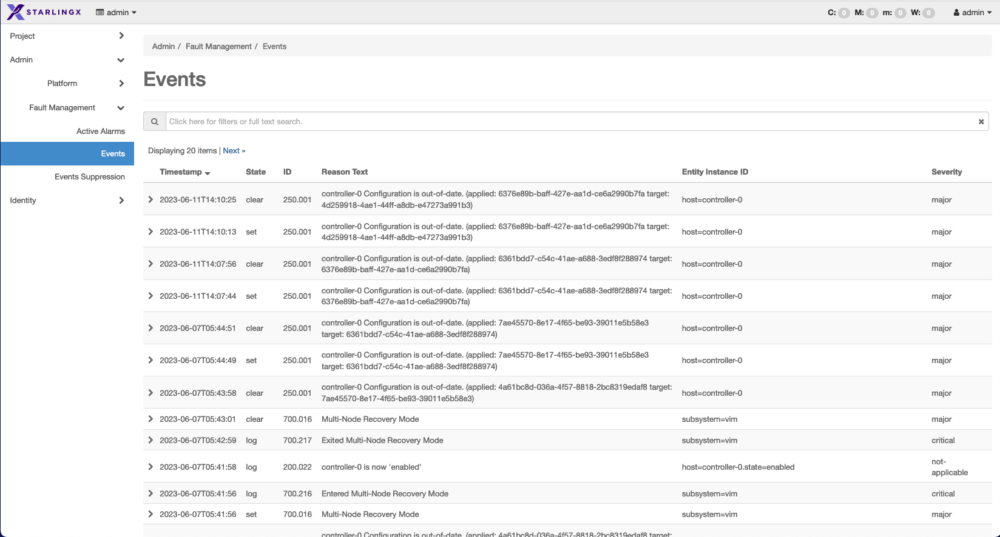 STARLINGX admin C: 0 M: 0 m: 0 W: 0 admin
Project
Admin
Platform
Fault Management
Active Alarms
Events
Events Suppression
Identity
Admin / Fault Management / Events
Events
Click here for filters or full text search.
Displaying 20 items | Next »
Timestamp State ID Reason Text Entity Instance ID Severity
2023-06-11T14:10:25 clear 250.001 controller-0 Configuration is out-of-date. (applied: 6376e89b-baff-427e-aa1d-ce6a2990b7fa target:
4d259918-4ae1-44ff-a8db-e47273a991b3) host=controller-0 major
2023-06-11T14:10:13 set 250.001 controller-0 Configuration is out-of-date. (applied: 6376e89b-baff-427e-aa1d-ce6a2990b7fa target:
4d259918-4ae1-44ff-a8db-e47273a991b3) host=controller-0 major
2023-06-11T14:07:56 clear 250.001 controller-0 Configuration is out-of-date. (applied: 6361bdd7-c54c-41ae-a688-3edf8f288974 target:
6376e89b-baff-427e-aa1d-ce6a2990b7fa) host=controller-0 major
2023-06-11T14:07:44 set 250.001 controller-0 Configuration is out-of-date. (applied: 6361bdd7-c54c-41ae-a688-3edf8f288974 target:
6376e89b-baff-427e-aa1d-ce6a2990b7fa) host=controller-0 major
2023-06-07T05:44:51 clear 250.001 controller-0 Configuration is out-of-date. (applied: 7ae45570-8e17-4f65-be93-39011e5b58e3
target: 6361bdd7-c54c-41ae-a688-3edf8f288974) host=controller-0 major
2023-06-07T05:44:49 set 250.001 controller-0 Configuration is out-of-date. (applied: 7ae45570-8e17-4f65-be93-39011e5b58e3
target: 6361bdd7-c54c-41ae-a688-3edf8f288974) host=controller-0 major
2023-06-07T05:43:58 clear 250.001 controller-0 Configuration is out-of-date. (applied: 4a61bc8d-036a-4f57-8818-2bc8319edaf8 target:
7ae45570-8e17-4f65-be93-39011e5b58e3) host=controller-0 major
2023-06-07T05:43:01 clear 700.016 Multi-Node Recovery Mode subsystem=vim major
2023-06-07T05:42:59 log 700.217 Exited Multi-Node Recovery Mode subsystem=vim critical
2023-06-07T05:41:58 log 200.022 controller-0 is now 'enabled' host=controller-0.state=enabled not-
applicable
2023-06-07T05:41:56 log 700.216 Entered Multi-Node Recovery Mode subsystem=vim critical
2023-06-07T05:41:56 set 700.016 Multi-Node Recovery Mode subsystem=vim major
controller-0 Configuration is out-of-date. (applied: 4a61bc8d-036a-4f57-8818-2bc8319edaf8 target: